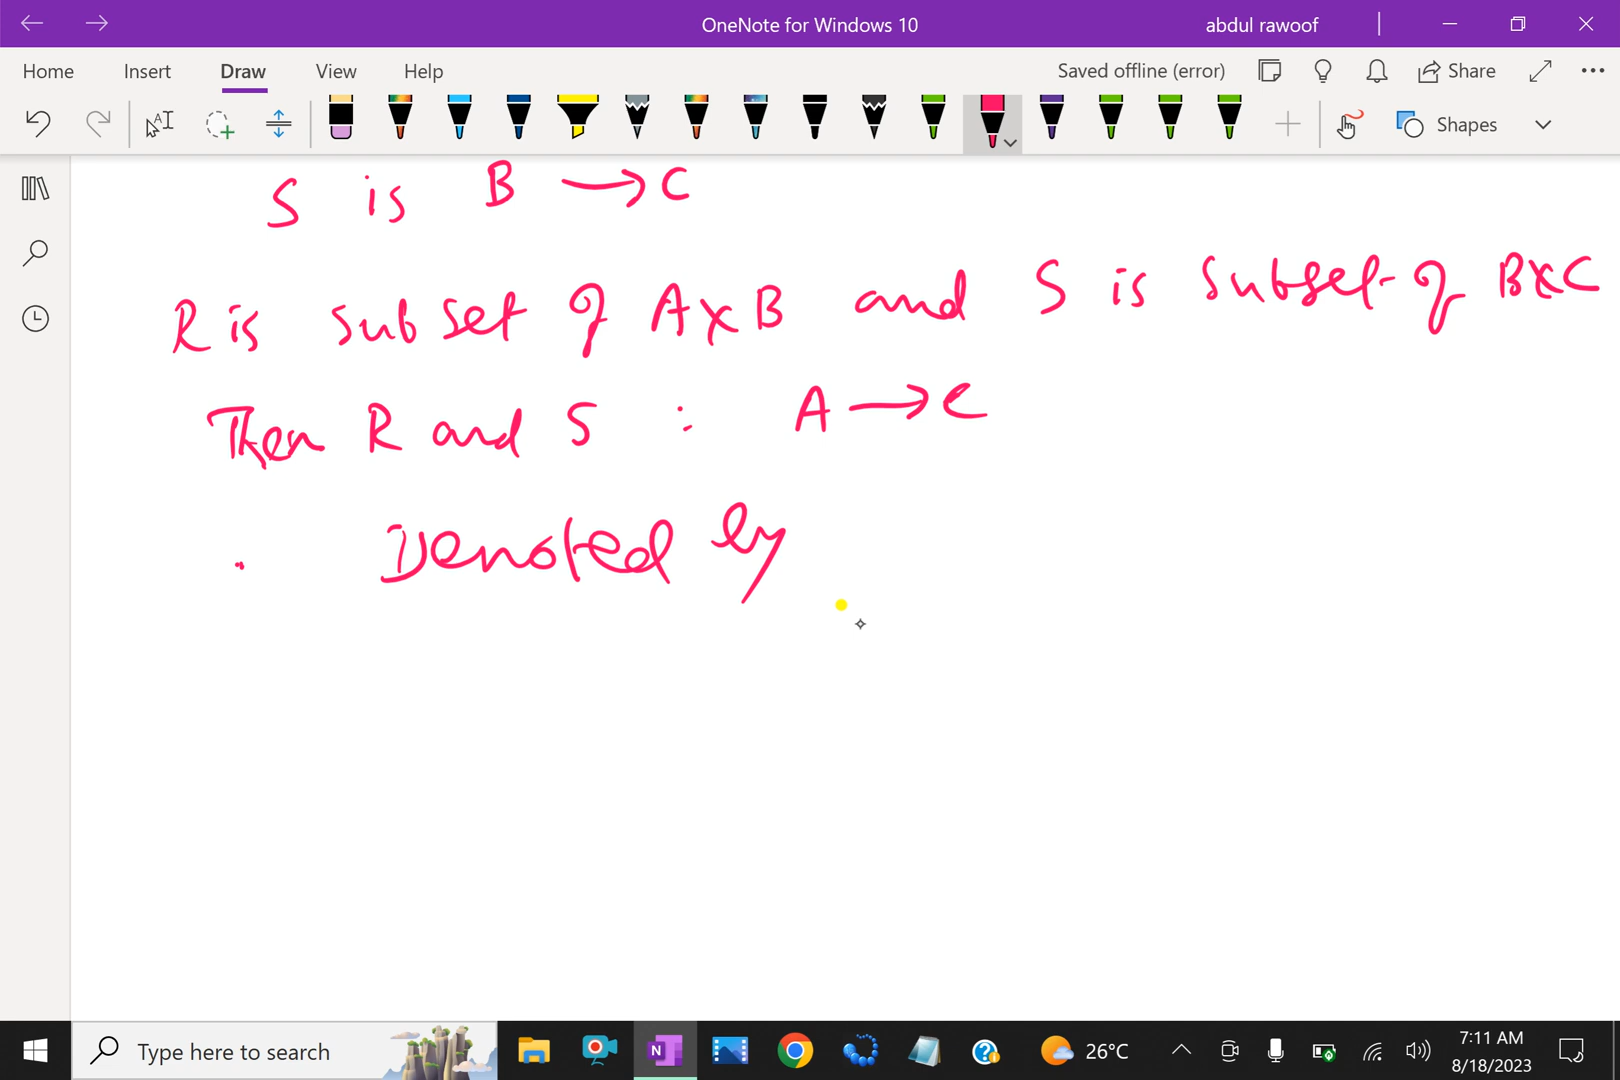 OneNote for Windows 10
abdul rawoof
Home Insert Draw View Help
Saved offline (error)
Share
Shapes
S is B → C
R is subset of A x B and S is subset of B x C
Then R and S : A → C
. Denoted by
Type here to search
26°C
7:11 AM
8/18/2023